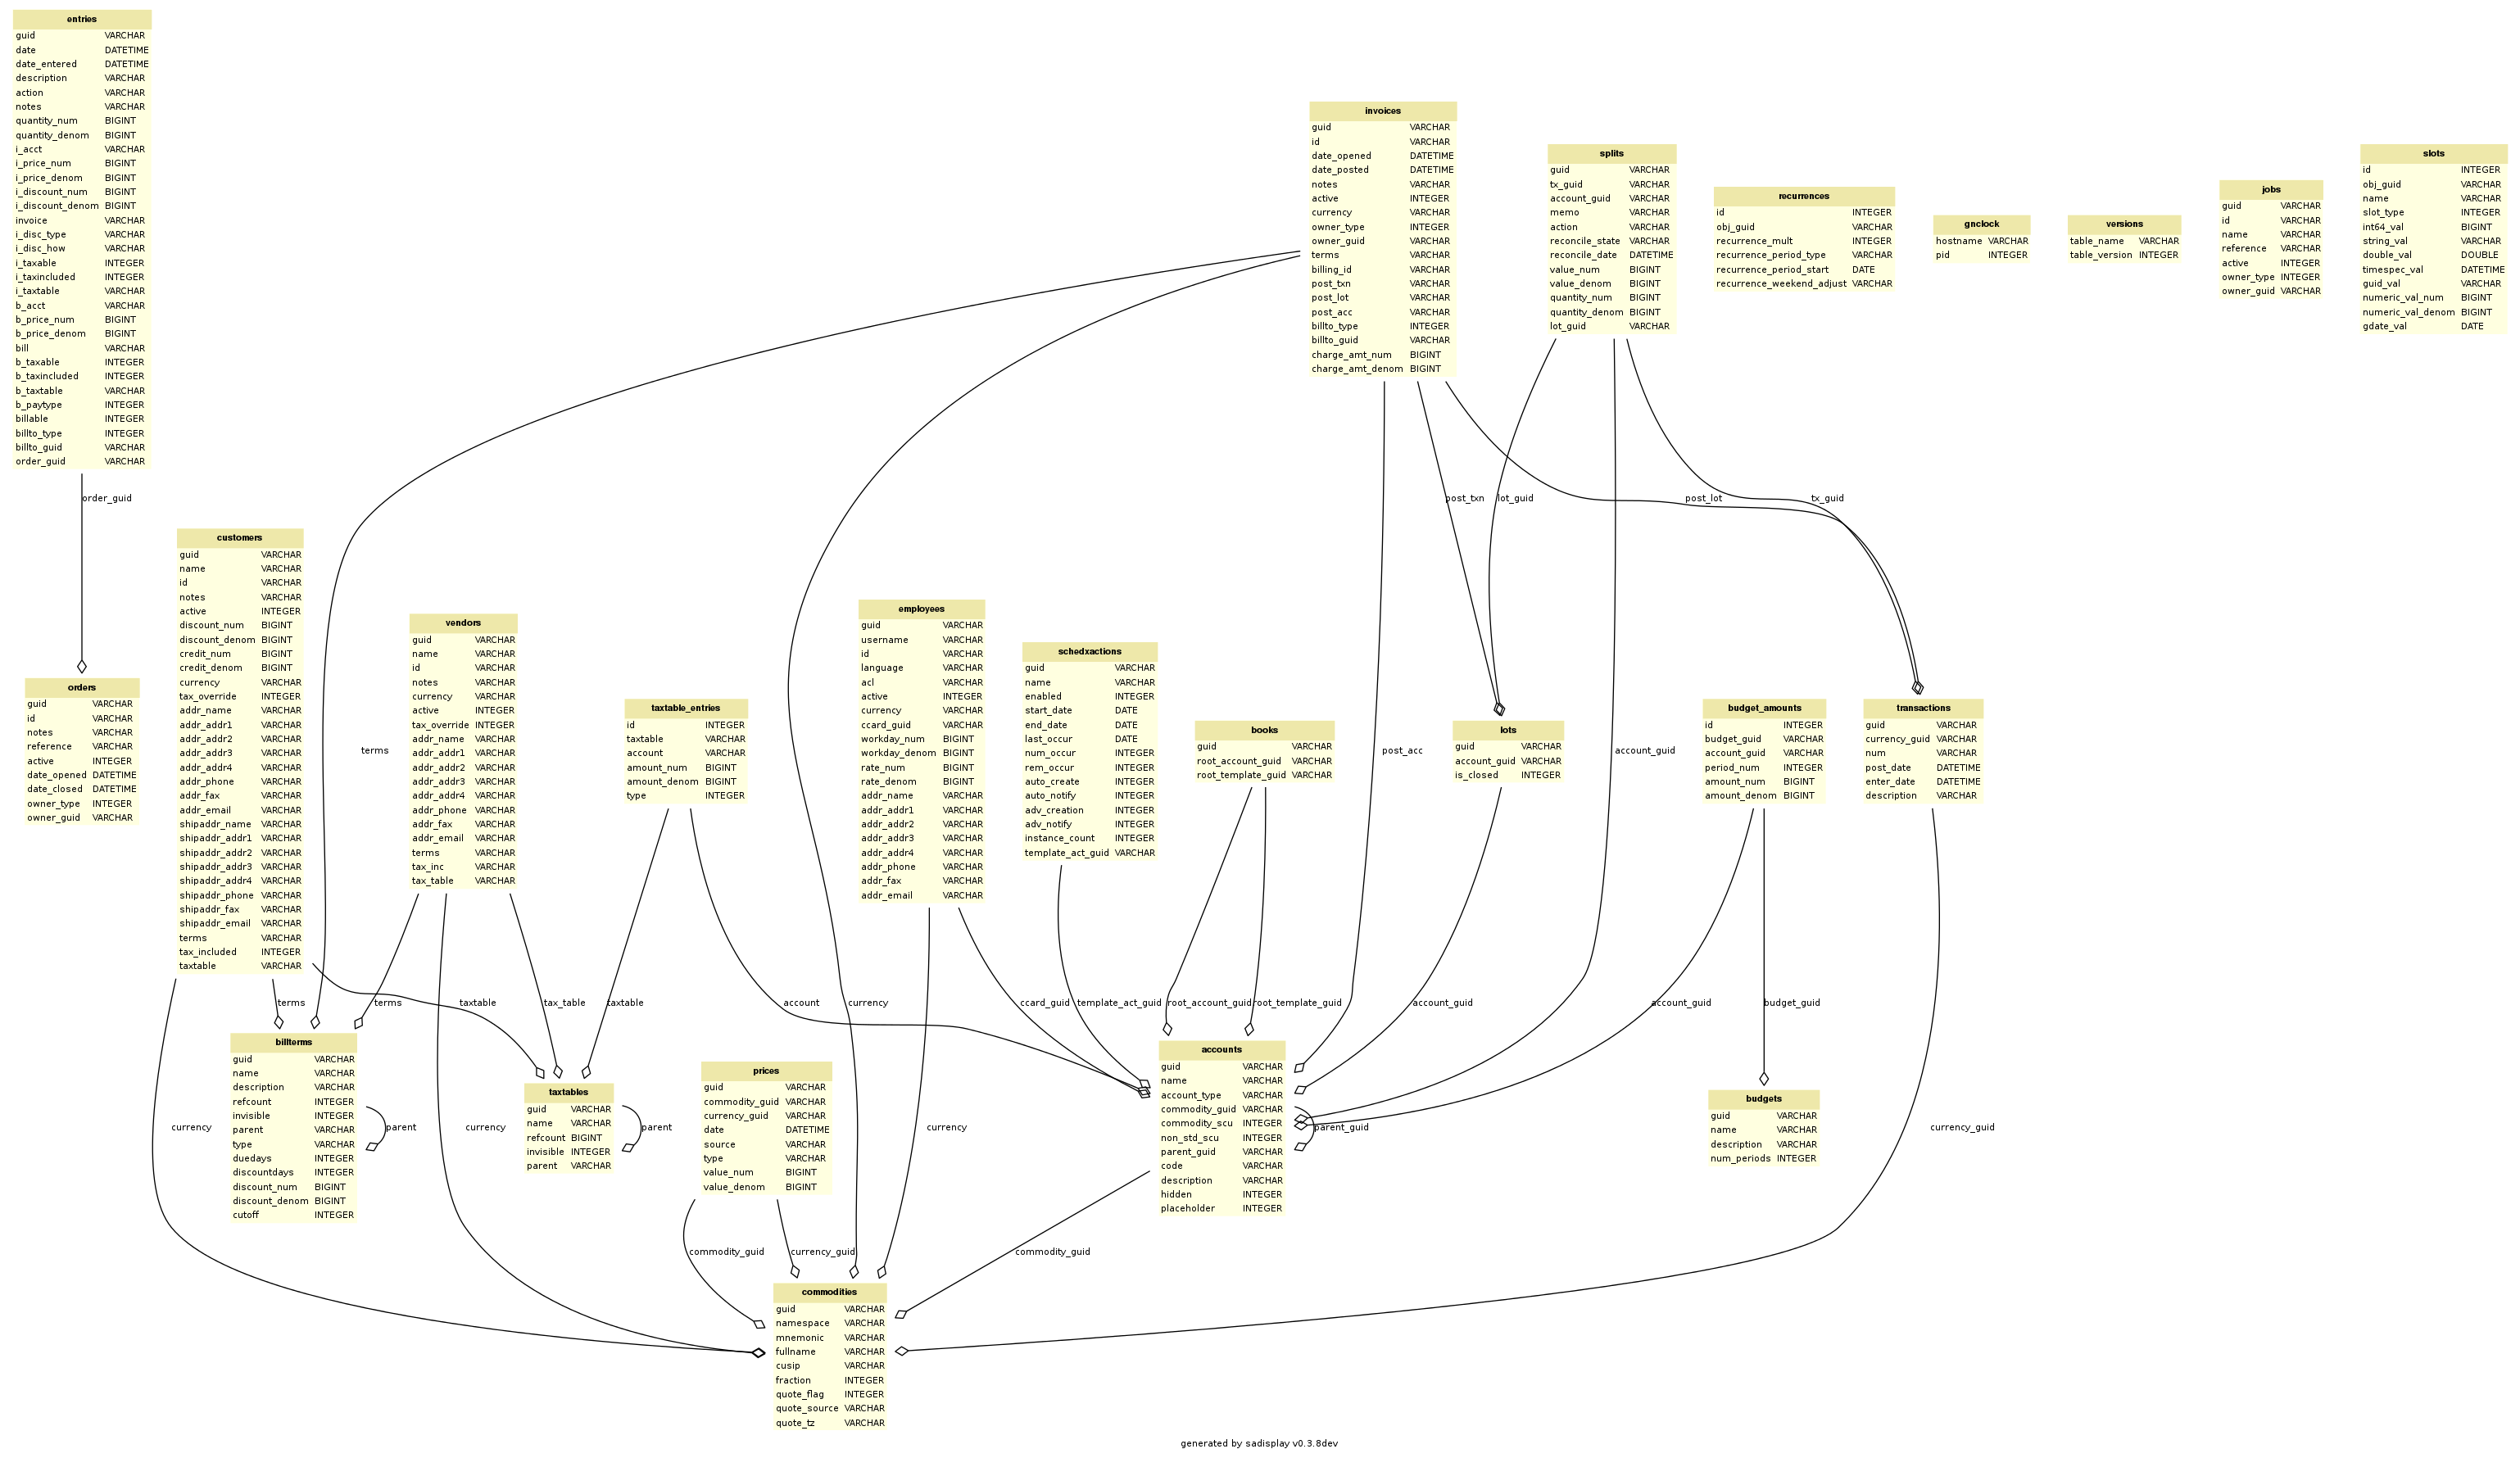 entries
guid VARCHAR
date DATETIME
date_entered DATETIME
description VARCHAR
action VARCHAR
notes VARCHAR
quantity_num BIGINT
quantity_denom BIGINT
i_acct VARCHAR
i_price_num BIGINT
i_price_denom BIGINT
i_discount_num BIGINT
i_discount_denom BIGINT
invoice VARCHAR
i_disc_type VARCHAR
i_disc_how VARCHAR
i_taxable INTEGER
i_taxincluded INTEGER
i_taxtable VARCHAR
b_acct VARCHAR
b_price_num BIGINT
b_price_denom BIGINT
bill VARCHAR
b_taxable INTEGER
b_taxincluded INTEGER
b_taxtable VARCHAR
b_paytype INTEGER
billable INTEGER
billto_type INTEGER
billto_guid VARCHAR
order_guid VARCHAR
invoices
guid VARCHAR
id VARCHAR
date_opened DATETIME
date_posted DATETIME
notes VARCHAR
active INTEGER
currency VARCHAR
owner_type INTEGER
owner_guid VARCHAR
terms VARCHAR
billing_id VARCHAR
post_txn VARCHAR
post_lot VARCHAR
post_acc VARCHAR
billto_type INTEGER
billto_guid VARCHAR
charge_amt_num BIGINT
charge_amt_denom BIGINT
splits
guid VARCHAR
tx_guid VARCHAR
account_guid VARCHAR
memo VARCHAR
action VARCHAR
reconcile_state VARCHAR
reconcile_date DATETIME
value_num BIGINT
value_denom BIGINT
quantity_num BIGINT
quantity_denom BIGINT
lot_guid VARCHAR
recurrences
id INTEGER
obj_guid VARCHAR
recurrence_mult INTEGER
recurrence_period_type VARCHAR
recurrence_period_start DATE
recurrence_weekend_adjust VARCHAR
gnclock
hostname VARCHAR
pid INTEGER
versions
table_name VARCHAR
table_version INTEGER
jobs
guid VARCHAR
id VARCHAR
name VARCHAR
reference VARCHAR
active INTEGER
owner_type INTEGER
owner_guid VARCHAR
slots
id INTEGER
obj_guid VARCHAR
name VARCHAR
slot_type INTEGER
int64_val BIGINT
string_val VARCHAR
double_val DOUBLE
timespec_val DATETIME
guid_val VARCHAR
numeric_val_num BIGINT
numeric_val_denom BIGINT
gdate_val DATE
order_guid
post_txn
lot_guid
post_lot
tx_guid
customers
guid VARCHAR
name VARCHAR
id VARCHAR
notes VARCHAR
active INTEGER
discount_num BIGINT
discount_denom BIGINT
credit_num BIGINT
credit_denom BIGINT
currency VARCHAR
tax_override INTEGER
addr_name VARCHAR
addr_addr1 VARCHAR
addr_addr2 VARCHAR
addr_addr3 VARCHAR
addr_addr4 VARCHAR
addr_phone VARCHAR
addr_fax VARCHAR
addr_email VARCHAR
shipaddr_name VARCHAR
shipaddr_addr1 VARCHAR
shipaddr_addr2 VARCHAR
shipaddr_addr3 VARCHAR
shipaddr_addr4 VARCHAR
shipaddr_phone VARCHAR
shipaddr_fax VARCHAR
shipaddr_email VARCHAR
terms VARCHAR
tax_included INTEGER
taxtable VARCHAR
vendors
guid VARCHAR
name VARCHAR
id VARCHAR
notes VARCHAR
currency VARCHAR
active INTEGER
tax_override INTEGER
addr_name VARCHAR
addr_addr1 VARCHAR
addr_addr2 VARCHAR
addr_addr3 VARCHAR
addr_addr4 VARCHAR
addr_phone VARCHAR
addr_fax VARCHAR
addr_email VARCHAR
terms VARCHAR
tax_inc VARCHAR
tax_table VARCHAR
employees
guid VARCHAR
username VARCHAR
id VARCHAR
language VARCHAR
acl VARCHAR
active INTEGER
currency VARCHAR
ccard_guid VARCHAR
workday_num BIGINT
workday_denom BIGINT
rate_num BIGINT
rate_denom BIGINT
addr_name VARCHAR
addr_addr1 VARCHAR
addr_addr2 VARCHAR
addr_addr3 VARCHAR
addr_addr4 VARCHAR
addr_phone VARCHAR
addr_fax VARCHAR
addr_email VARCHAR
schedxactions
guid VARCHAR
name VARCHAR
enabled INTEGER
start_date DATE
end_date DATE
last_occur DATE
num_occur INTEGER
rem_occur INTEGER
auto_create INTEGER
auto_notify INTEGER
adv_creation INTEGER
adv_notify INTEGER
instance_count INTEGER
template_act_guid VARCHAR
orders
guid VARCHAR
id VARCHAR
notes VARCHAR
reference VARCHAR
active INTEGER
date_opened DATETIME
date_closed DATETIME
owner_type INTEGER
owner_guid VARCHAR
taxtable_entries
id INTEGER
taxtable VARCHAR
account VARCHAR
amount_num BIGINT
amount_denom BIGINT
type INTEGER
books
guid VARCHAR
root_account_guid VARCHAR
root_template_guid VARCHAR
lots
guid VARCHAR
account_guid VARCHAR
is_closed INTEGER
budget_amounts
id INTEGER
budget_guid VARCHAR
account_guid VARCHAR
period_num INTEGER
amount_num BIGINT
amount_denom BIGINT
transactions
guid VARCHAR
currency_guid VARCHAR
num VARCHAR
post_date DATETIME
enter_date DATETIME
description VARCHAR
terms
post_acc
account_guid
terms
terms
taxtable
tax_table
taxtable
account
currency
ccard_guid
template_act_guid
root_account_guid
root_template_guid
account_guid
account_guid
budget_guid
billterms
guid VARCHAR
name VARCHAR
description VARCHAR
refcount INTEGER
invisible INTEGER
parent VARCHAR
type VARCHAR
duedays INTEGER
discountdays INTEGER
discount_num BIGINT
discount_denom BIGINT
cutoff INTEGER
taxtables
guid VARCHAR
name VARCHAR
refcount BIGINT
invisible INTEGER
parent VARCHAR
prices
guid VARCHAR
commodity_guid VARCHAR
currency_guid VARCHAR
date DATETIME
source VARCHAR
type VARCHAR
value_num BIGINT
value_denom BIGINT
accounts
guid VARCHAR
name VARCHAR
account_type VARCHAR
commodity_guid VARCHAR
commodity_scu INTEGER
non_std_scu INTEGER
parent_guid VARCHAR
code VARCHAR
description VARCHAR
hidden INTEGER
placeholder INTEGER
budgets
guid VARCHAR
name VARCHAR
description VARCHAR
num_periods INTEGER
currency
parent
currency
parent
currency
parent_guid
currency_guid
commodity_guid
currency_guid
commodity_guid
commodities
guid VARCHAR
namespace VARCHAR
mnemonic VARCHAR
fullname VARCHAR
cusip VARCHAR
fraction INTEGER
quote_flag INTEGER
quote_source VARCHAR
quote_tz VARCHAR
generated by sadisplay v0.3.8dev